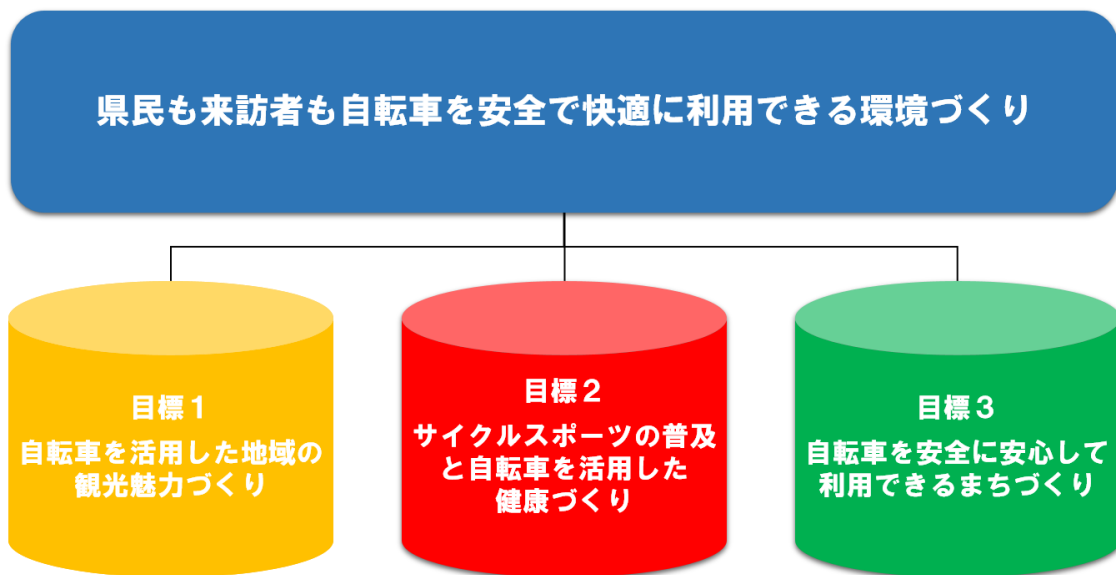 県民も来訪者も自転車を安全で快適に利用できる環境づくり
目標１
自転車を活用した地域の
観光魅力づくり
目標２
サイクルスポーツの普及
と自転車を活用した
健康づくり
目標３
自転車を安全に安心して
利用できるまちづくり